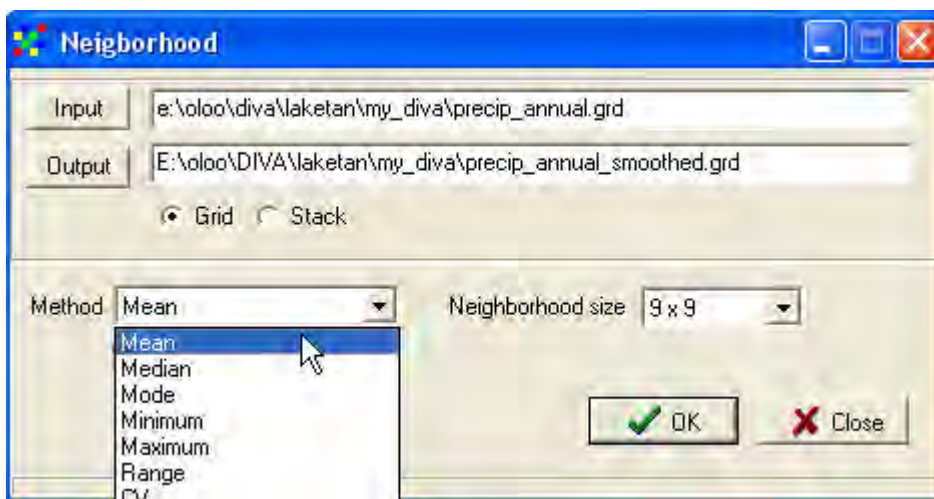 Neigborhood
Input e:\oloo\diva\laketan\my_diva\precip_annual.grd
Output E:\oloo\DIVA\laketan\my_diva\precip_annual_smoothed.grd
Grid Stack
Method Mean Neighborhood size 9 x 9
Mean
Median
Mode
Minimum
Maximum
Range
CV
OK Close